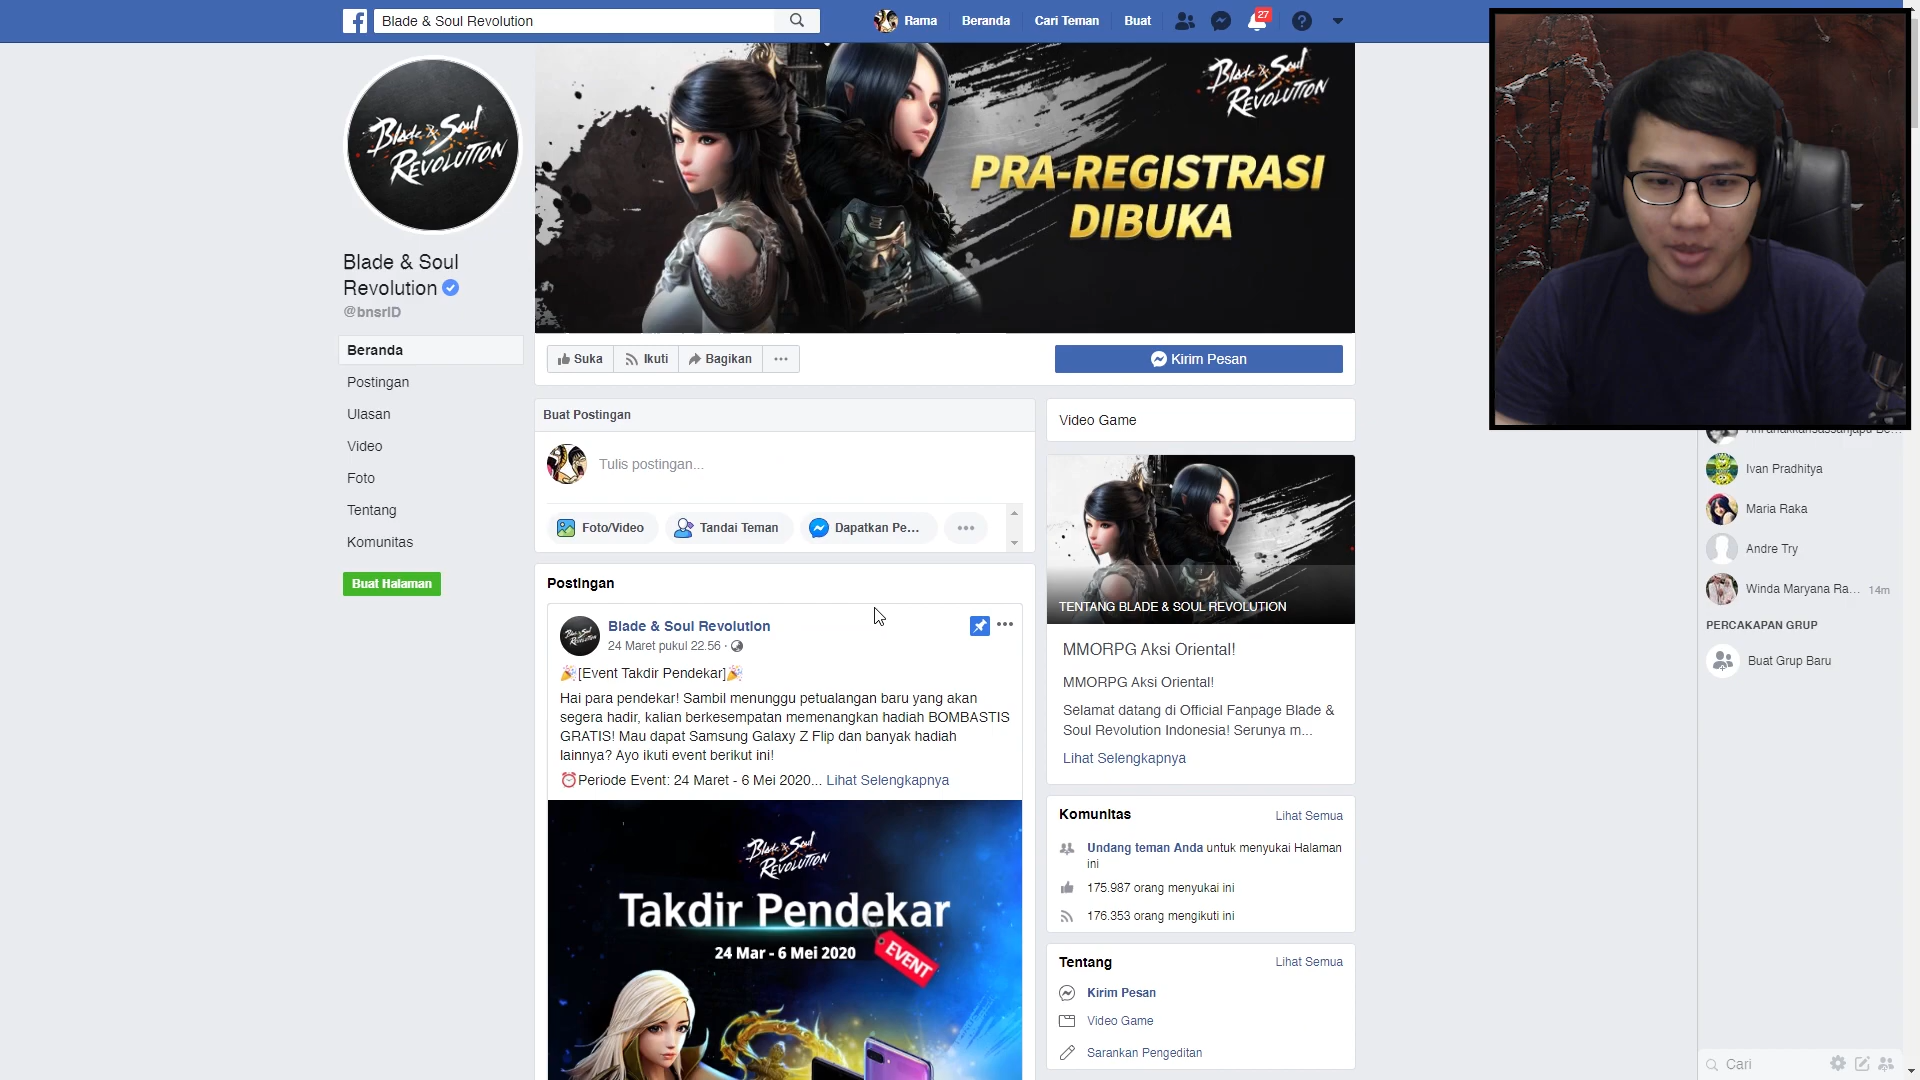 Blade & Soul Revolution
Rama
Beranda
Cari Teman
Buat
27
Blade & Soul
REVOLUTION
Blade & Soul
Revolution
@bnsrID
Beranda
Postingan
Ulasan
Video
Foto
Tentang
Komunitas
Buat Halaman
Blade & Soul
REVOLUTION
PRA-REGISTRASI
DIBUKA
Suka
Ikuti
Bagikan
Kirim Pesan
Buat Postingan
Tulis postingan...
Foto/Video
Tandai Teman
Dapatkan Pe...
Postingan
Blade & Soul Revolution
24 Maret pukul 22.56 ·
🎉[Event Takdir Pendekar]🎉
Hai para pendekar! Sambil menunggu petualangan baru yang akan
segera hadir, kalian berkesempatan memenangkan hadiah BOMBASTIS
GRATIS! Mau dapat Samsung Galaxy Z Flip dan banyak hadiah
lainnya? Ayo ikuti event berikut ini!
⏰Periode Event: 24 Maret - 6 Mei 2020... Lihat Selengkapnya
Blade & Soul
REVOLUTION
Takdir Pendekar
24 Mar - 6 Mei 2020
EVENT
Video Game
TENTANG BLADE & SOUL REVOLUTION
MMORPG Aksi Oriental!
MMORPG Aksi Oriental!
Selamat datang di Official Fanpage Blade &
Soul Revolution Indonesia! Serunya m...
Lihat Selengkapnya
Komunitas
Lihat Semua
Undang teman Anda untuk menyukai Halaman
ini
175.987 orang menyukai ini
176.353 orang mengikuti ini
Tentang
Lihat Semua
Kirim Pesan
Video Game
Sarankan Pengeditan
Ivan Pradhitya
Maria Raka
Andre Try
Winda Maryana Ra...
14m
PERCAKAPAN GRUP
Buat Grup Baru
Cari